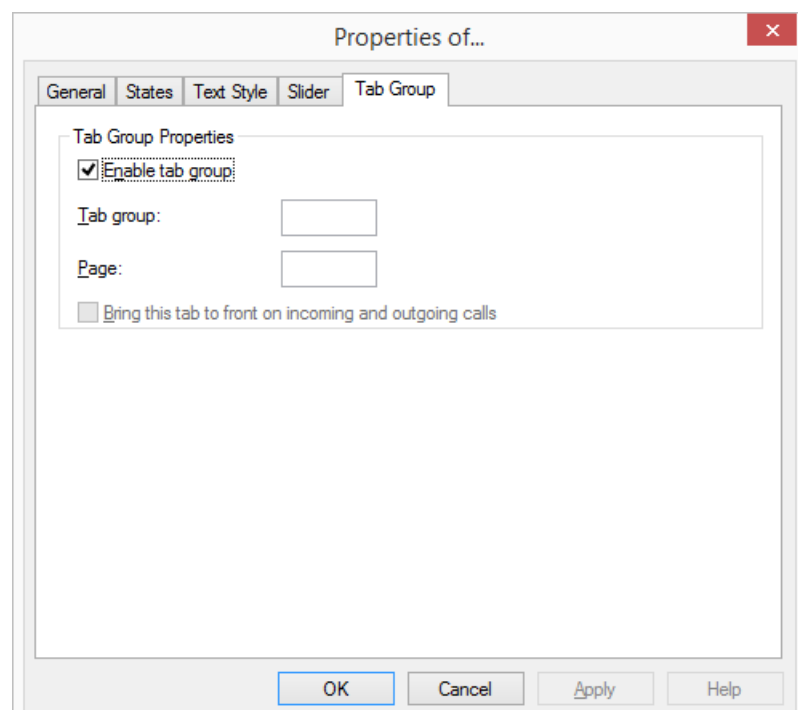 Properties of...
General States Text Style Slider Tab Group
Tab Group Properties
Enable tab group
Tab group:
Page:
Bring this tab to front on incoming and outgoing calls
OK Cancel Apply Help